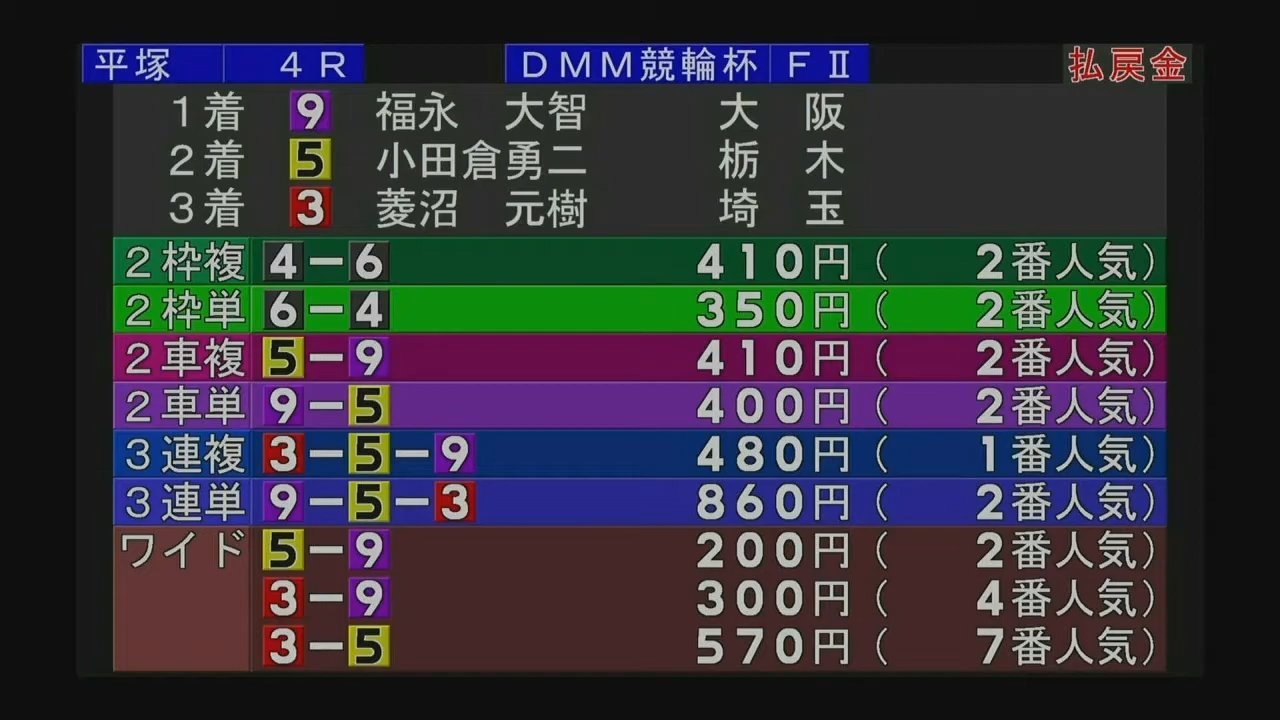 平塚 4R DMM競輪杯 FⅡ 払戻金
1着 9 福永 大智 大阪
2着 5 小田倉勇二 栃木
3着 3 菱沼 元樹 埼玉
2枠複 4-6 410円( 2番人気)
2枠単 6-4 350円( 2番人気)
2車複 5-9 410円( 2番人気)
2車単 9-5 400円( 2番人気)
3連複 3-5-9 480円( 1番人気)
3連単 9-5-3 860円( 2番人気)
ワイド 5-9 200円( 2番人気)
3-9 300円( 4番人気)
3-5 570円( 7番人気)